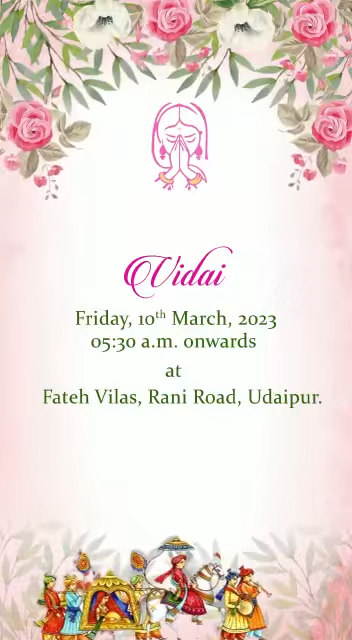 Vidai
Friday, 10th March, 2023
05:30 a.m. onwards
at
Fateh Vilas, Rani Road, Udaipur.